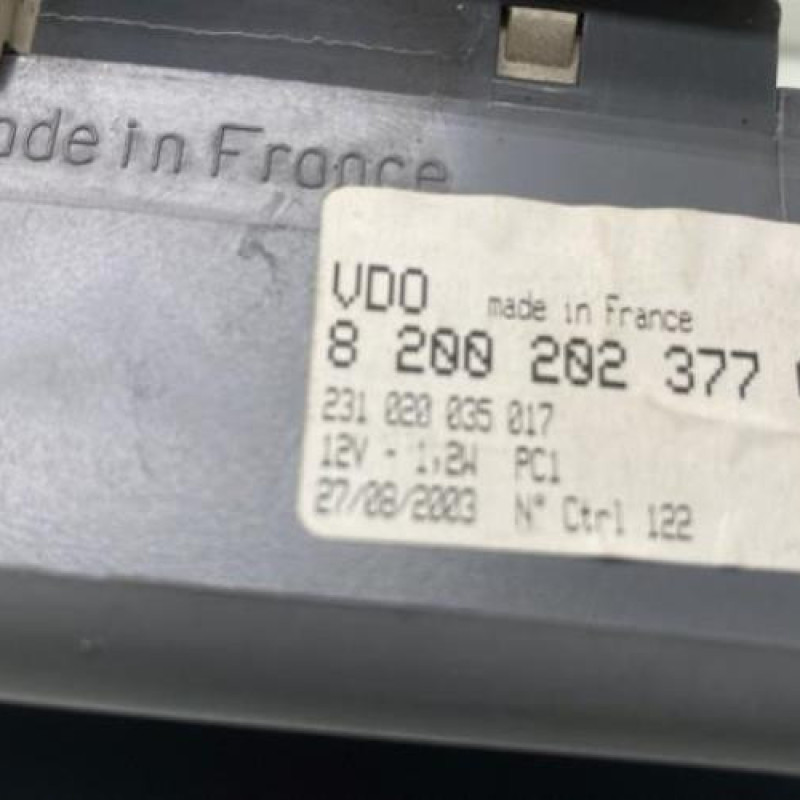 made in France
VDO made in France
8 200 202 377
231 020 035 017
12V - 1,2W PC1
27/08/2003 N° Ctrl 122